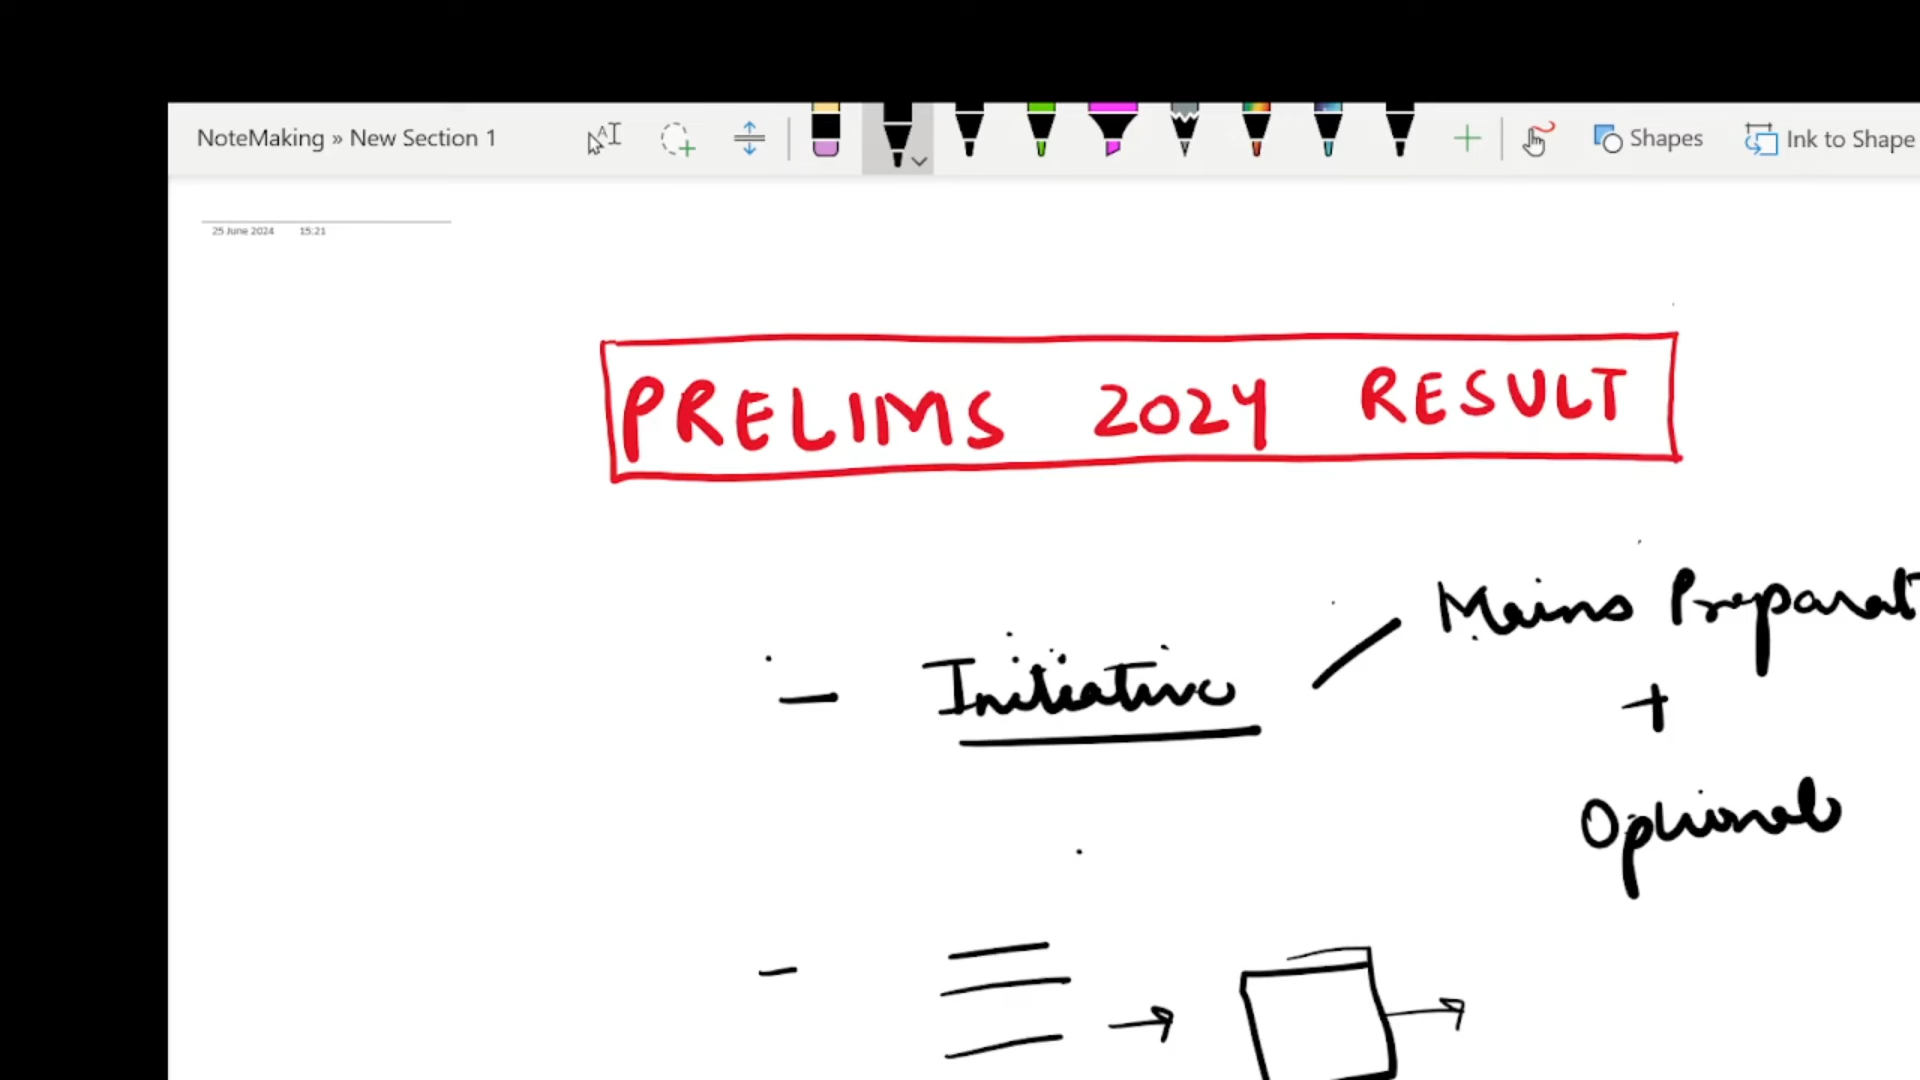 NoteMaking » New Section 1
Shapes
Ink to Shape
25 June 2024 15:21
PRELIMS 2024 RESULT
Mains Preparat
- Initiative
+
Optional
-